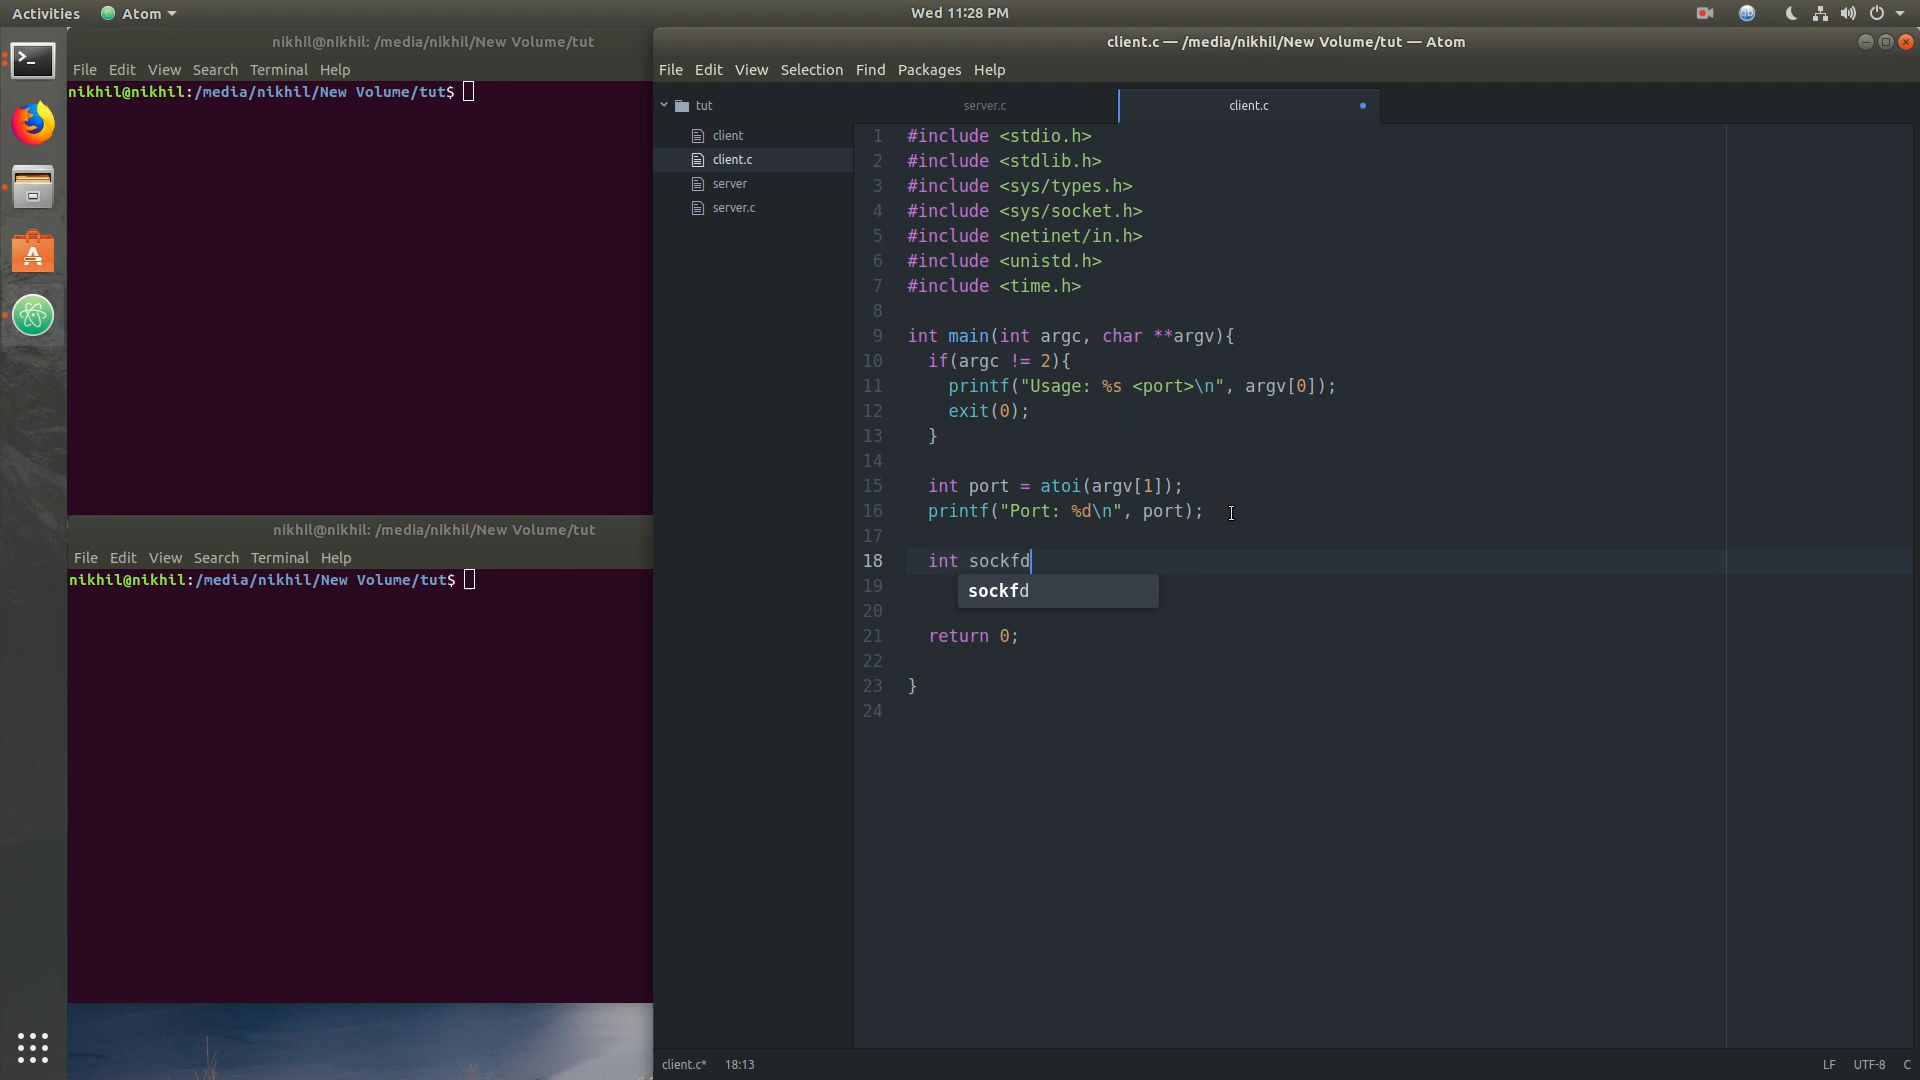 Activities Atom Wed 11:28 PM
nikhil@nikhil: /media/nikhil/New Volume/tut
File Edit View Search Terminal Help
nikhil@nikhil:/media/nikhil/New Volume/tut$
nikhil@nikhil: /media/nikhil/New Volume/tut
File Edit View Search Terminal Help
nikhil@nikhil:/media/nikhil/New Volume/tut$
client.c — /media/nikhil/New Volume/tut — Atom
File Edit View Selection Find Packages Help
tut
client
client.c
server
server.c
server.c client.c
1 #include <stdio.h>
2 #include <stdlib.h>
3 #include <sys/types.h>
4 #include <sys/socket.h>
5 #include <netinet/in.h>
6 #include <unistd.h>
7 #include <time.h>
8
9 int main(int argc, char **argv){
10 if(argc != 2){
11 printf("Usage: %s <port>\n", argv[0]);
12 exit(0);
13 }
14
15 int port = atoi(argv[1]);
16 printf("Port: %d\n", port);
17
18 int sockfd
19 sockfd
20
21 return 0;
22
23 }
24
client.c* 18:13 LF UTF-8 C